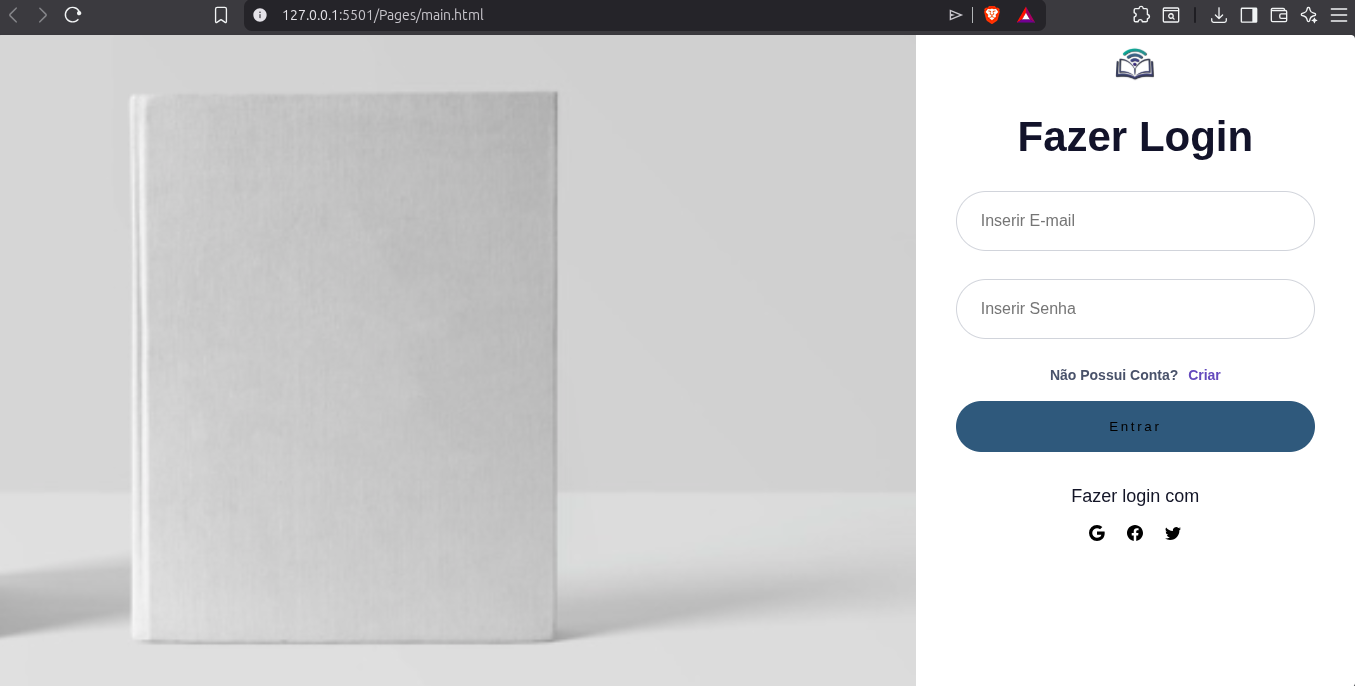 127.0.0.1:5501/Pages/main.html
Fazer Login
Inserir E-mail
Inserir Senha
Não Possui Conta? Criar
Entrar
Fazer login com